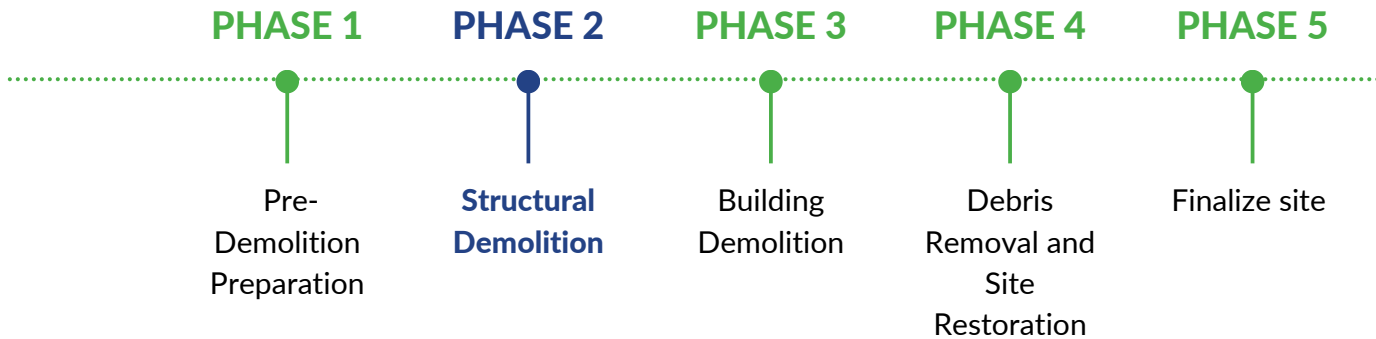 PHASE 1 PHASE 2 PHASE 3 PHASE 4 PHASE 5
Pre-
Demolition
Preparation
Structural
Demolition
Building
Demolition
Debris
Removal and
Site
Restoration
Finalize site